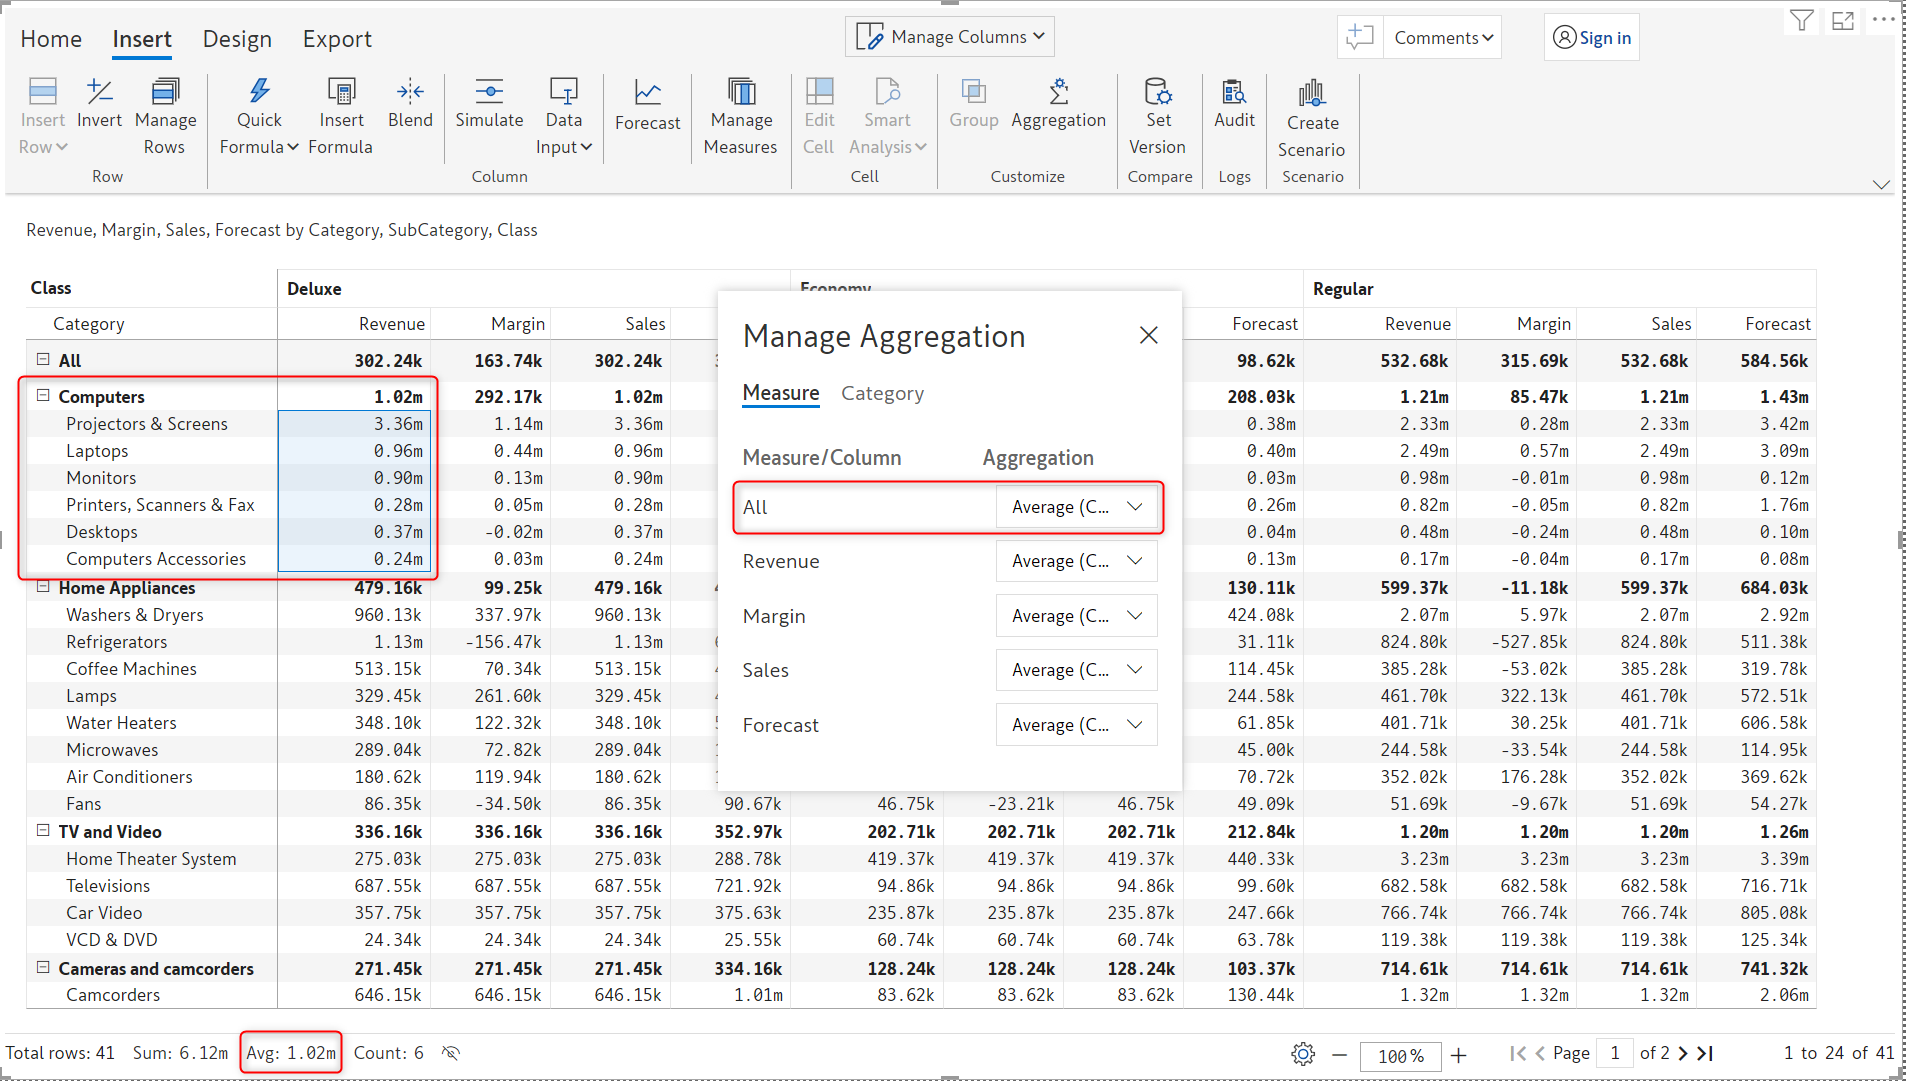 Home Insert Design Export Manage Columns Comments Sign in
Insert Row Invert Manage Rows Quick Formula Insert Formula Blend Simulate Data Input Forecast Manage Measures Edit Cell Smart Analysis Group Aggregation Set Version Audit Create Scenario
Row Column Cell Customize Compare Logs Scenario
Revenue, Margin, Sales, Forecast by Category, SubCategory, Class
Class Deluxe Economy Regular
Category Revenue Margin Sales Forecast Revenue Margin Sales Forecast
All 302.24k 163.74k 302.24k 98.62k 532.68k 315.69k 532.68k 584.56k
Computers 1.02m 292.17k 1.02m 208.03k 1.21m 85.47k 1.21m 1.43m
Projectors & Screens 3.36m 1.14m 3.36m 0.38m 2.33m 0.28m 2.33m 3.42m
Laptops 0.96m 0.44m 0.96m 0.40m 2.49m 0.57m 2.49m 3.09m
Monitors 0.90m 0.13m 0.90m 0.03m 0.98m -0.01m 0.98m 0.12m
Printers, Scanners & Fax 0.28m 0.05m 0.28m 0.26m 0.82m -0.05m 0.82m 1.76m
Desktops 0.37m -0.02m 0.37m 0.04m 0.48m -0.24m 0.48m 0.10m
Computers Accessories 0.24m 0.03m 0.24m 0.13m 0.17m -0.04m 0.17m 0.08m
Home Appliances 479.16k 99.25k 479.16k 130.11k 599.37k -11.18k 599.37k 684.03k
Washers & Dryers 960.13k 337.97k 960.13k 424.08k 2.07m 5.97k 2.07m 2.92m
Refrigerators 1.13m -156.47k 1.13m 31.11k 824.80k -527.85k 824.80k 511.38k
Coffee Machines 513.15k 70.34k 513.15k 114.45k 385.28k -53.02k 385.28k 319.78k
Lamps 329.45k 261.60k 329.45k 244.58k 461.70k 322.13k 461.70k 572.51k
Water Heaters 348.10k 122.32k 348.10k 61.85k 401.71k 30.25k 401.71k 606.58k
Microwaves 289.04k 72.82k 289.04k 45.00k 244.58k -33.54k 244.58k 114.95k
Air Conditioners 180.62k 119.94k 180.62k 70.72k 352.02k 176.28k 352.02k 369.62k
Fans 86.35k -34.50k 86.35k 90.67k 46.75k -23.21k 46.75k 49.09k 51.69k -9.67k 51.69k 54.27k
TV and Video 336.16k 336.16k 336.16k 352.97k 202.71k 202.71k 202.71k 212.84k 1.20m 1.20m 1.20m 1.26m
Home Theater System 275.03k 275.03k 275.03k 288.78k 419.37k 419.37k 419.37k 440.33k 3.23m 3.23m 3.23m 3.39m
Televisions 687.55k 687.55k 687.55k 721.92k 94.86k 94.86k 94.86k 99.60k 682.58k 682.58k 682.58k 716.71k
Car Video 357.75k 357.75k 357.75k 375.63k 235.87k 235.87k 235.87k 247.66k 766.74k 766.74k 766.74k 805.08k
VCD & DVD 24.34k 24.34k 24.34k 25.55k 60.74k 60.74k 60.74k 63.78k 119.38k 119.38k 119.38k 125.34k
Cameras and camcorders 271.45k 271.45k 271.45k 334.16k 128.24k 128.24k 128.24k 103.37k 714.61k 714.61k 714.61k 741.32k
Camcorders 646.15k 646.15k 646.15k 1.01m 83.62k 83.62k 83.62k 130.44k 1.32m 1.32m 1.32m 2.06m
Manage Aggregation
Measure Category
Measure/Column Aggregation
All Average (C...
Revenue Average (C...
Margin Average (C...
Sales Average (C...
Forecast Average (C...
Total rows: 41 Sum: 6.12m Avg: 1.02m Count: 6 100% Page 1 of 2 1 to 24 of 41